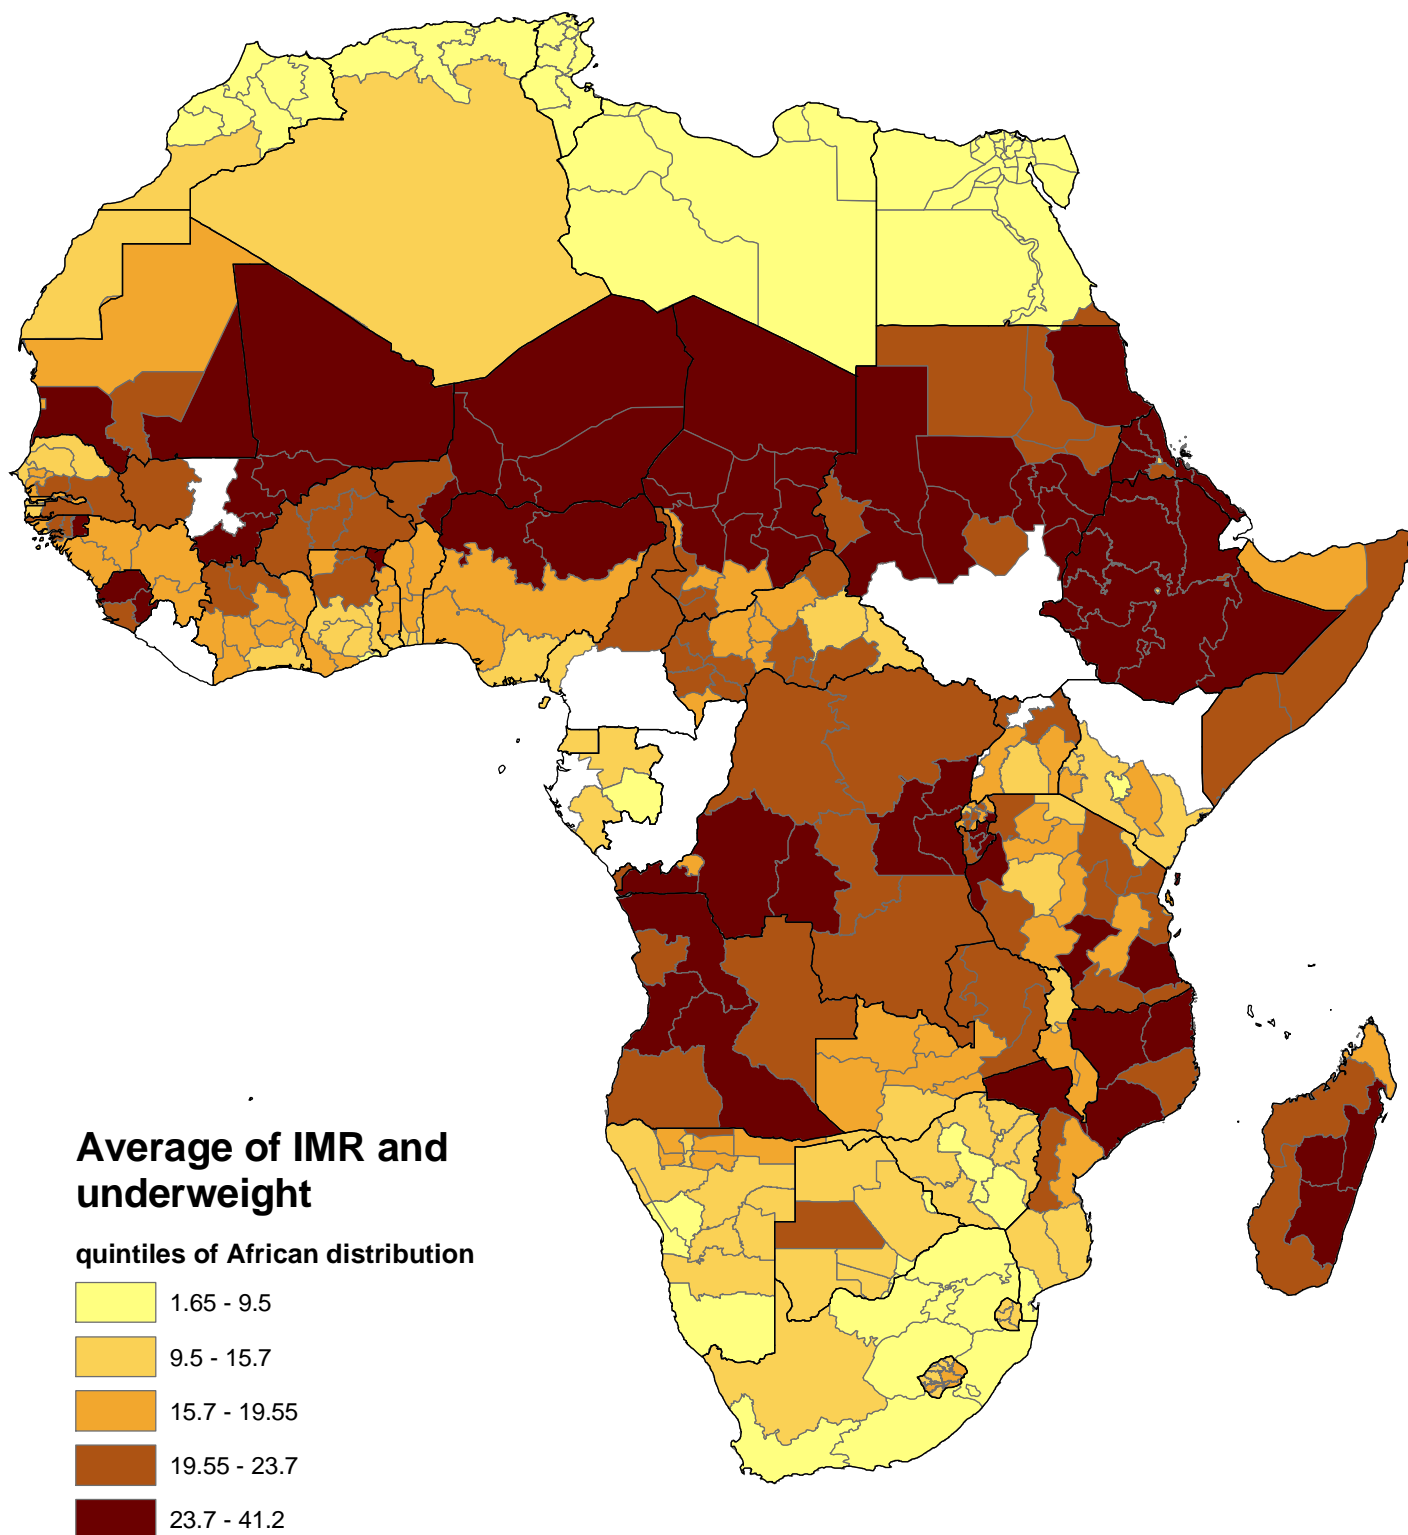 Average of IMR and
underweight
quintiles of African distribution
1.65 - 9.5
9.5 - 15.7
15.7 - 19.55
19.55 - 23.7
23.7 - 41.2